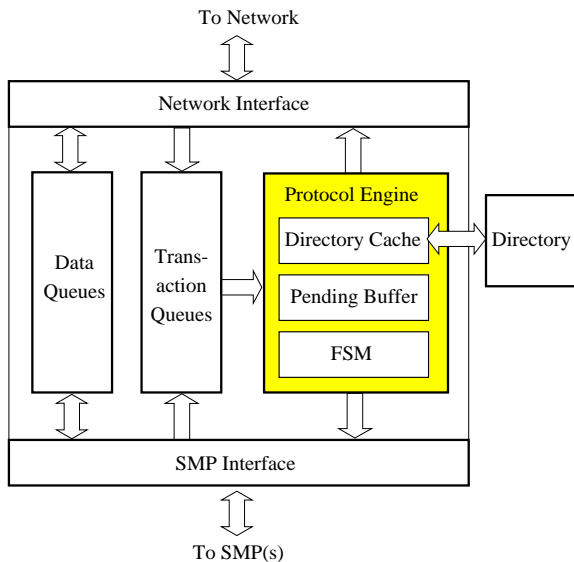 To Network
Network Interface
Data
Queues
Trans-
action
Queues
Protocol Engine
Directory Cache
Pending Buffer
FSM
Directory
SMP Interface
To SMP(s)